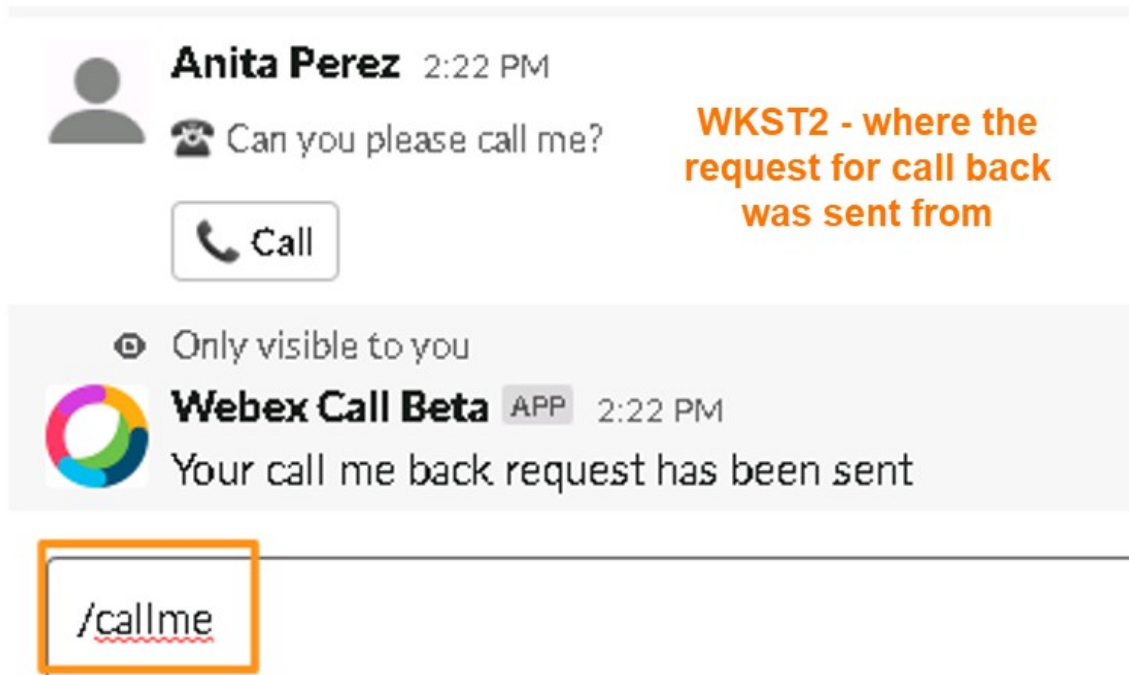 Anita Perez 2:22 PM
☎ Can you please call me?
WKST2 - where the
request for call back
was sent from
📞 Call
Only visible to you
Webex Call Beta APP 2:22 PM
Your call me back request has been sent
/callme